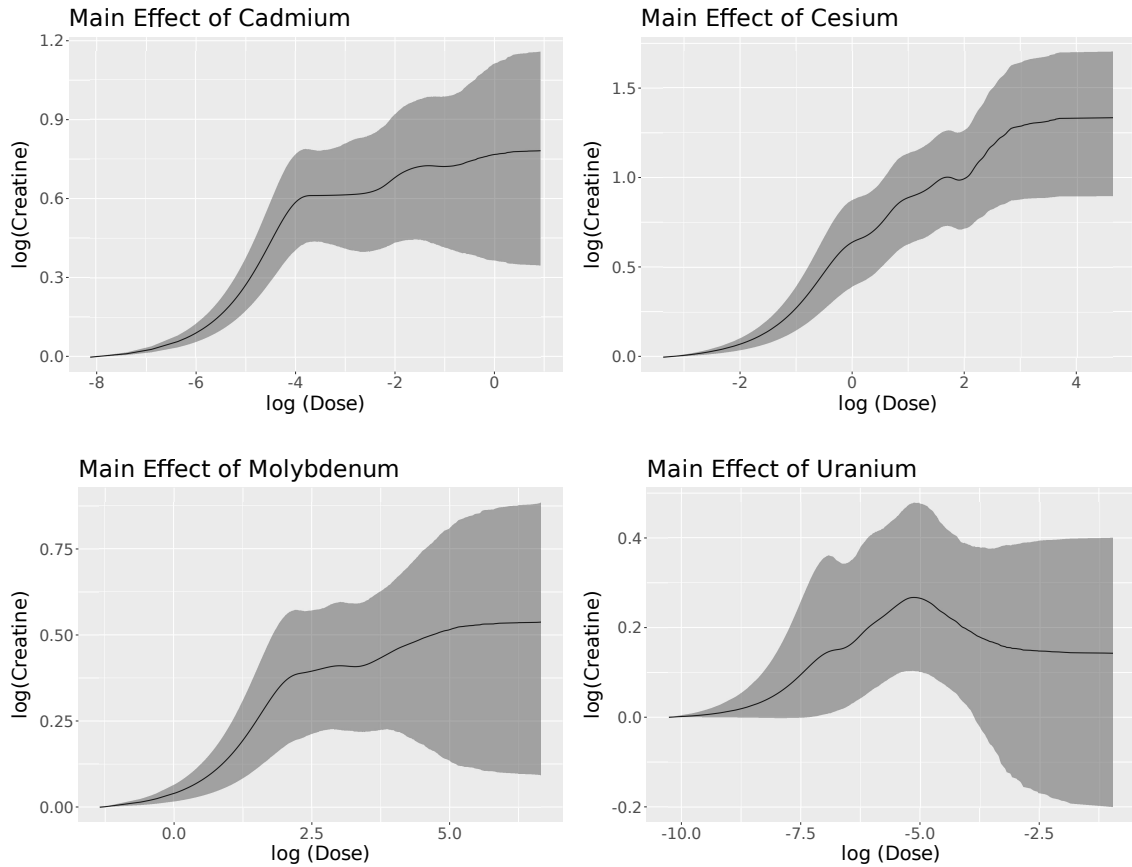 Main Effect of Cadmium
1.2
0.9
0.6
0.3
0.0
-8 -6 -4 -2 0
log (Dose)
log(Creatine)
Main Effect of Cesium
1.5
1.0
0.5
0.0
-2 0 2 4
log (Dose)
log(Creatine)
Main Effect of Molybdenum
0.75
0.50
0.25
0.00
0.0 2.5 5.0
log (Dose)
log(Creatine)
Main Effect of Uranium
0.4
0.2
0.0
-0.2
-10.0 -7.5 -5.0 -2.5
log (Dose)
log(Creatine)